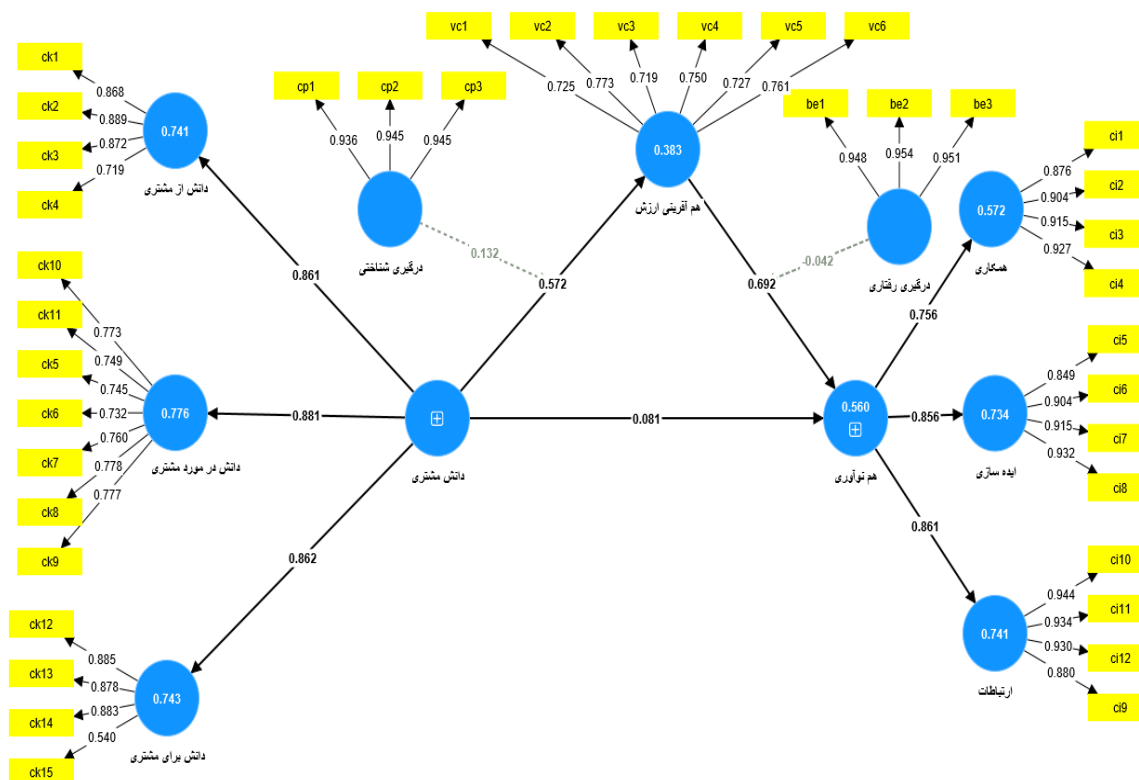 vc1
vc2
vc3
vc4
vc5
vc6
0.725
0.773
0.719
0.750
0.727
0.761
0.383
هم آفرینی ارزش
ck1
ck2
ck3
ck4
0.868
0.889
0.872
0.719
0.741
دانش از مشتری
cp1
cp2
cp3
0.936
0.945
0.945
درگیری شناختی
0.132
be1
be2
be3
0.948
0.954
0.951
درگیری رفتاری
-0.042
ci1
ci2
ci3
ci4
0.876
0.904
0.915
0.927
0.572
همکاری
0.861
0.572
0.692
0.756
ck10
ck11
ck5
ck6
ck7
ck8
ck9
0.773
0.749
0.745
0.732
0.760
0.778
0.777
0.776
دانش در مورد مشتری
0.881
دانش مشتری
0.081
0.560
هم نوآوری
0.856
0.734
ایده سازی
ci5
ci6
ci7
ci8
0.849
0.904
0.915
0.932
0.862
0.861
ck12
ck13
ck14
ck15
0.885
0.878
0.883
0.540
0.743
دانش برای مشتری
0.741
ارتباطات
ci10
ci11
ci12
ci9
0.944
0.934
0.930
0.880